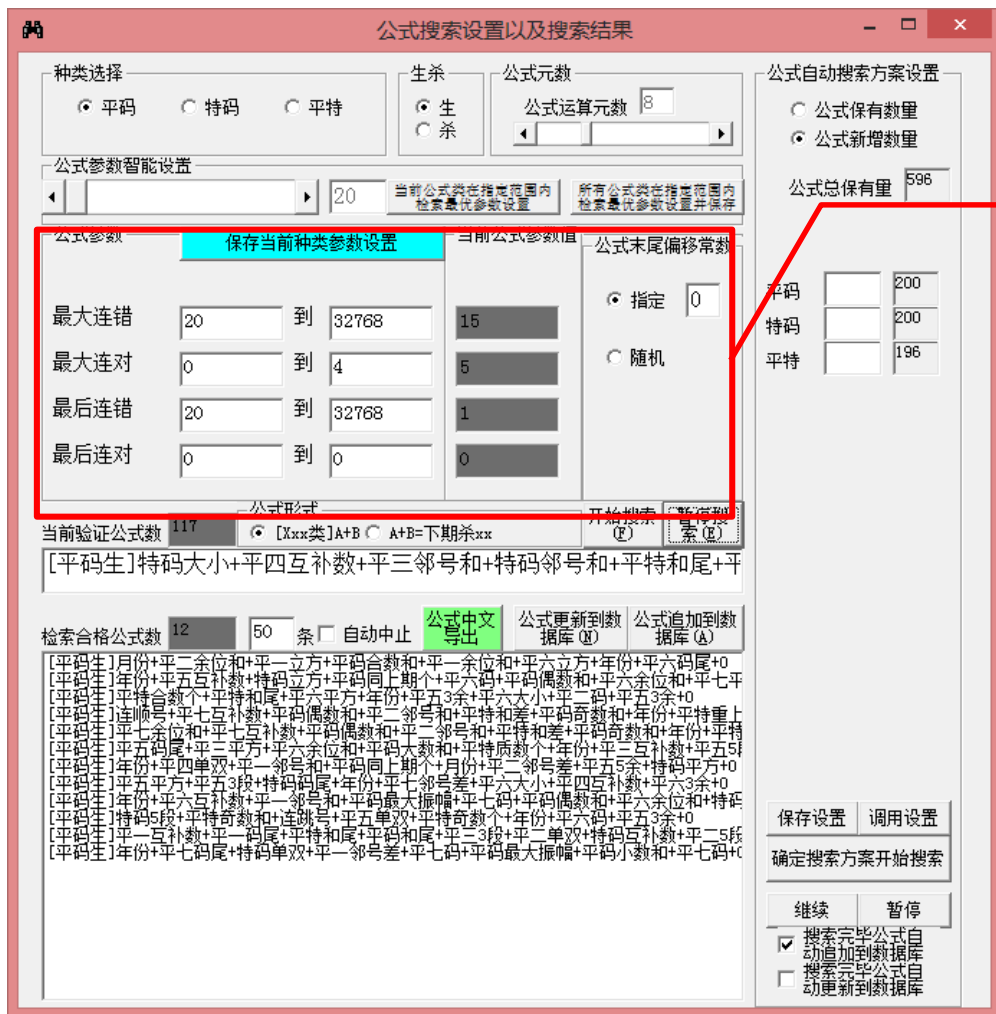 公式搜索设置以及搜索结果
种类选择
平码
特码
平特
生杀
生
杀
公式元数
公式运算元数 8
公式自动搜索方案设置
公式保有数量
公式新增数量
公式总保有量 596
公式参数智能设置
20
当前公式类在指定范围内
检索最优参数设置
所有公式类在指定范围内
检索最优参数设置并保存
公式参数
保存当前种类参数设置
当前公式参数值
公式末尾偏移常数
指定 0
随机
最大连错 20 到 32768 15
最大连对 0 到 4 5
最后连错 20 到 32768 1
最后连对 0 到 0 0
平码 200
特码 200
平特 196
当前验证公式数 117
公式形式
[Xxx类]A+B
A+B=下期杀xx
开始搜索
(F)
暂停搜
索(E)
[平码生]特码大小+平四互补数+平三邻号和+特码邻号和+平特和尾+平
检索合格公式数 12
50 条
自动中止
公式中文
导出
公式更新到数
据库(N)
公式追加到数
据库(A)
[平码生]月份+平二余位和+平一立方+平码合数和+平一余位和+平六立方+年份+平六码尾+0
[平码生]年份+平五互补数+特码立方+平码同上期个+平六码+平码偶数和+平六余位和+平七平
[平码生]平特合数个+平特和尾+平六平方+年份+平五3余+平六大小+平二码+平五3余+0
[平码生]连顺号+平七互补数+平码偶数和+平二邻号和+平特和差+平码奇数和+年份+平特重上
[平码生]平七余位和+平七互补数+平码偶数和+平二邻号和+平特和差+平码奇数和+年份+平特
[平码生]平五码尾+平三平方+平六余位和+平码大数和+平特质数个+年份+平三互补数+平五5段
[平码生]年份+平四单双+平一邻号和+平码同上期个+月份+平二邻号差+平五5余+特码平方+0
[平码生]平五平方+平五3段+特码码尾+年份+平七邻号差+平六大小+平四互补数+平六3余+0
[平码生]年份+平六互补数+平一邻号和+平码最大振幅+平七码+平码偶数和+平六余位和+特码
[平码生]特码5段+平特奇数和+连跳号+平五单双+平特奇数个+年份+平六码+平五3余+0
[平码生]平一互补数+平一码尾+平特和尾+平码和尾+平三3段+平二单双+特码互补数+平二5段
[平码生]年份+平七码尾+特码单双+平一邻号差+平七码+平码最大振幅+平码小数和+平七码+0
保存设置
调用设置
确定搜索方案开始搜索
继续
暂停
搜索完毕公式自
动追加到数据库
搜索完毕公式自
动更新到数据库